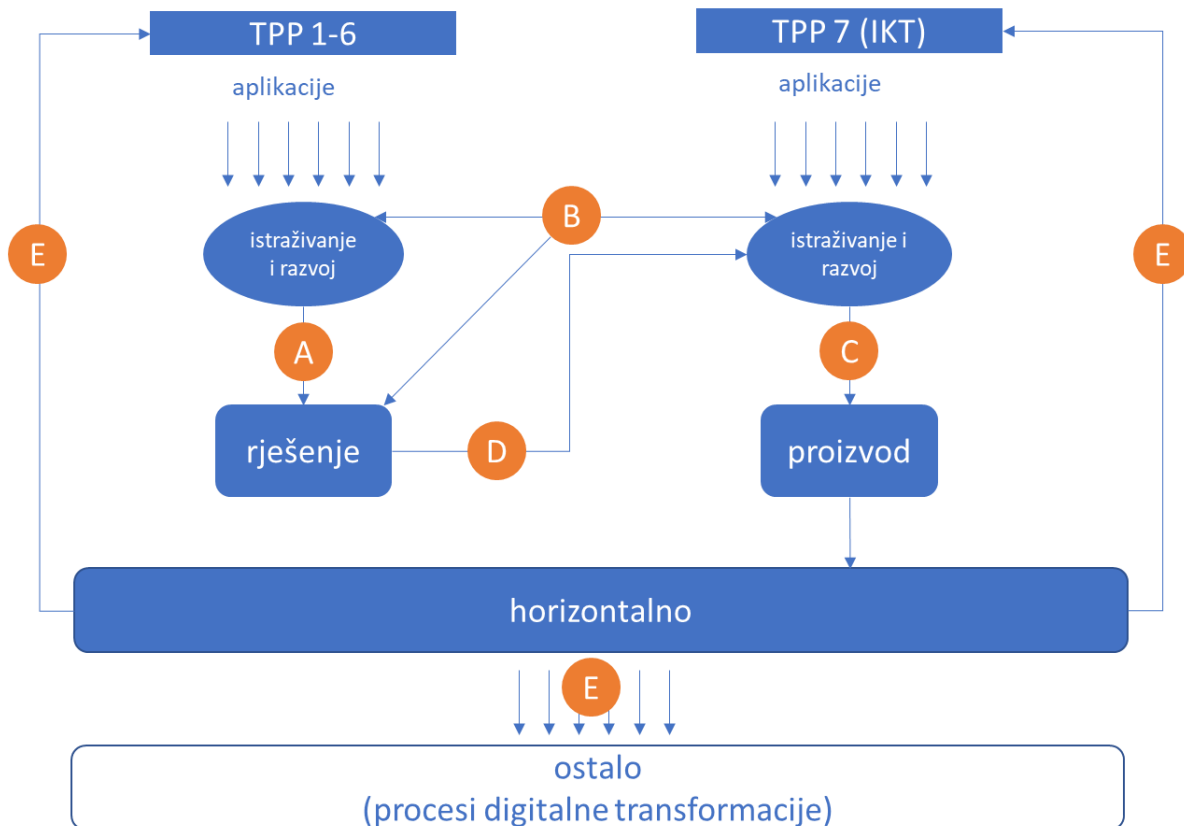 TPP 1-6
TPP 7 (IKT)
aplikacije
aplikacije
B
istraživanje
i razvoj
istraživanje i
razvoj
E
E
A
C
rješenje
D
proizvod
horizontalno
E
ostalo
(procesi digitalne transformacije)